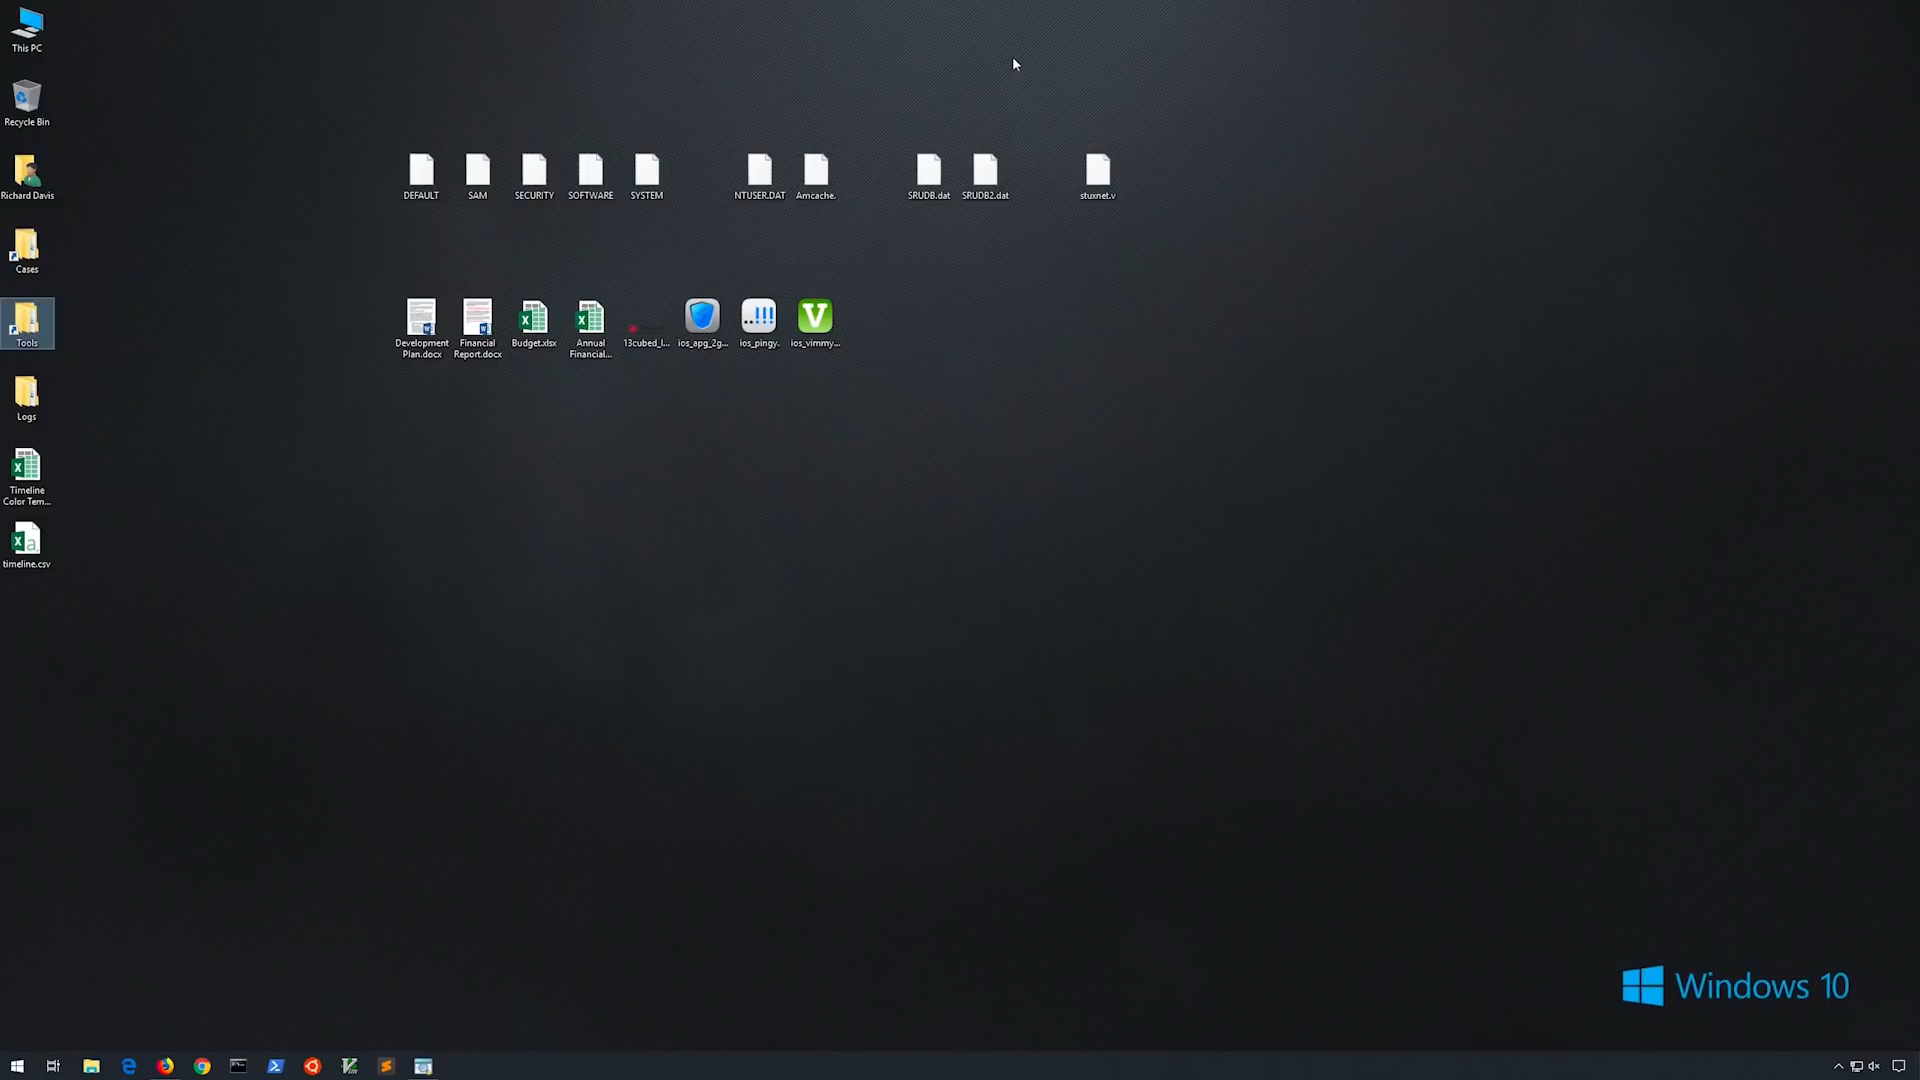 This PC
Recycle Bin
Richard Davis
Cases
Tools
Logs
Timeline
Color Tem...
timeline.csv
DEFAULT
SAM
SECURITY
SOFTWARE
SYSTEM
NTUSER.DAT
Amcache.
SRUDB.dat
SRUDB2.dat
stuxnet.v
Development
Plan.docx
Financial
Report.docx
Budget.xlsx
Annual
Financial...
13cubed_l...
ios_apg_2g...
ios_pingy.
ios_vimmy...
Windows 10